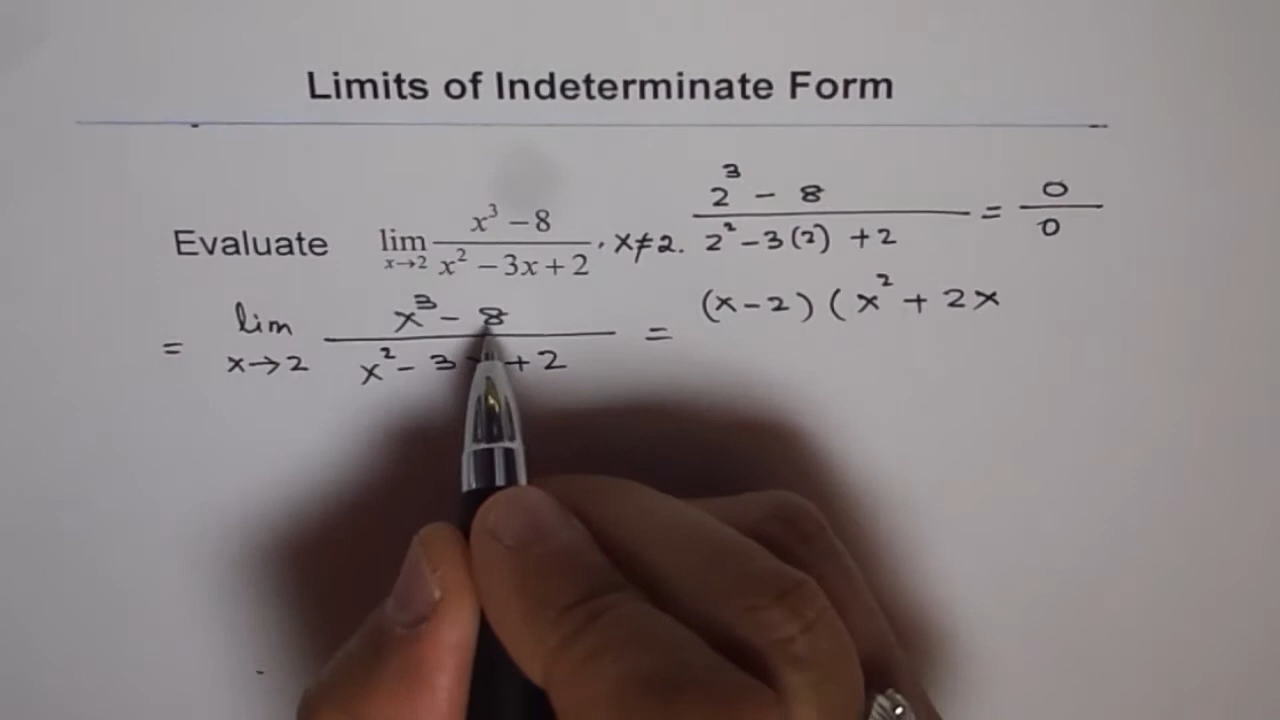 Limits of Indeterminate Form
Evaluate lim x→2 (x³ − 8)/(x² − 3x + 2), x ≠ 2. (2³ − 8)/(2² − 3(2) + 2) = 0/0
= lim x→2 (x³ − 8)/(x² − 3 + 2) = (x − 2)(x² + 2x